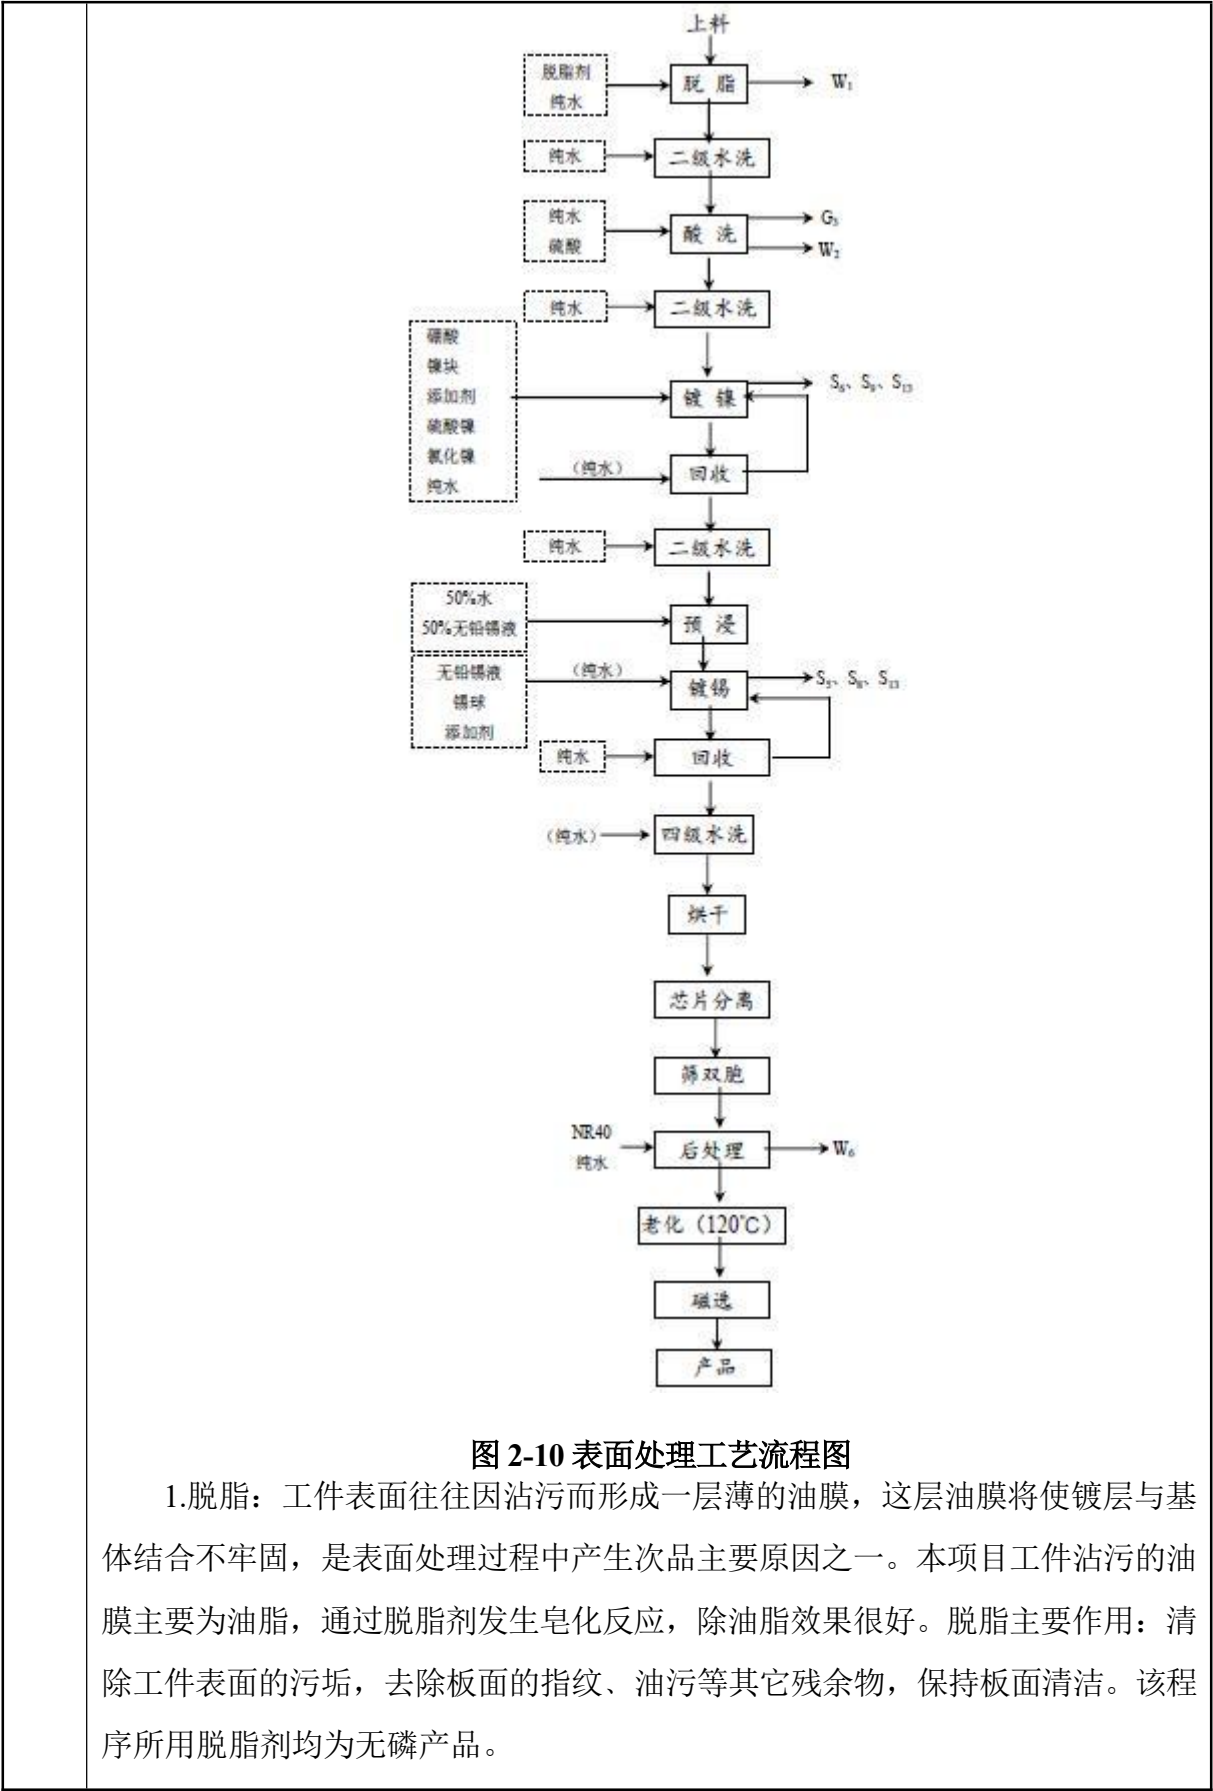 上料
脱脂剂
纯水
脱 脂
W1
纯水
二级水洗
纯水
硫酸
酸 洗
G5
W2
纯水
二级水洗
硼酸
镍块
添加剂
硫酸镍
氯化镍
纯水
镀 镍
S6、S9、S13
(纯水)
回收
纯水
二级水洗
50%水
50%无铅锡液
预 浸
无铅锡液
锡球
添加剂
(纯水)
镀锡
S5、S8、S13
纯水
回收
(纯水)
四级水洗
烘干
芯片分离
筛双胞
NR40
纯水
后处理
W6
老化（120℃）
磁选
产品
图 2-10 表面处理工艺流程图
1.脱脂：工件表面往往因沾污而形成一层薄的油膜，这层油膜将使镀层与基
体结合不牢固，是表面处理过程中产生次品主要原因之一。本项目工件沾污的油
膜主要为油脂，通过脱脂剂发生皂化反应，除油脂效果很好。脱脂主要作用：清
除工件表面的污垢，去除板面的指纹、油污等其它残余物，保持板面清洁。该程
序所用脱脂剂均为无磷产品。